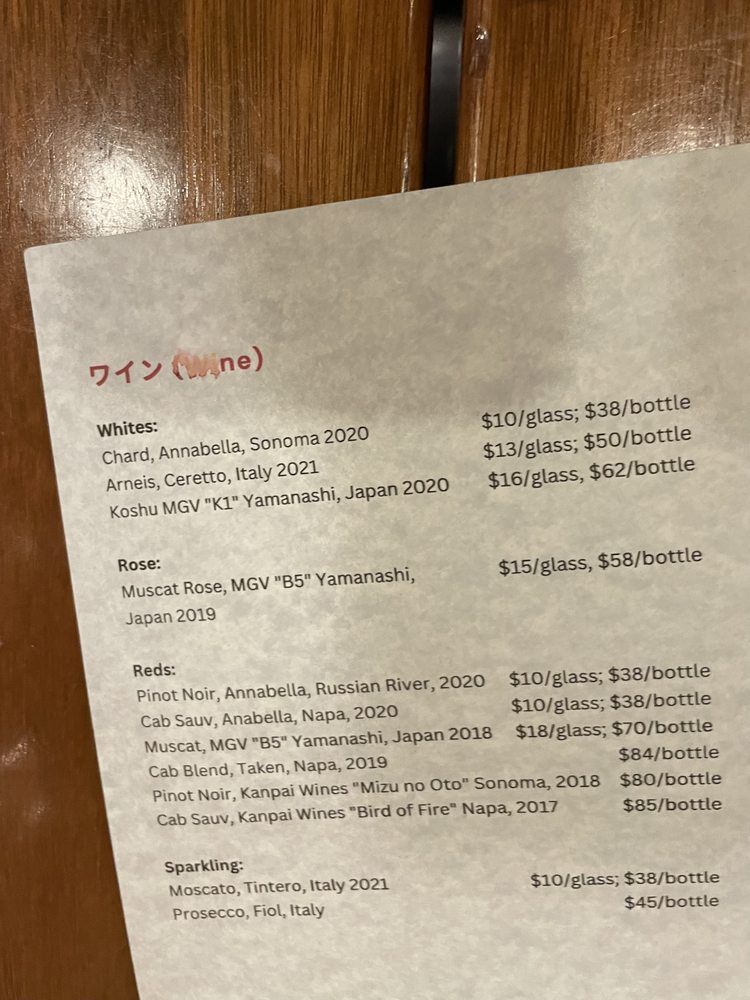 ワイン (Wine)
Whites:
Chard, Annabella, Sonoma 2020 $10/glass; $38/bottle
Arneis, Ceretto, Italy 2021 $13/glass; $50/bottle
Koshu MGV "K1" Yamanashi, Japan 2020 $16/glass, $62/bottle
Rose:
Muscat Rose, MGV "B5" Yamanashi, $15/glass, $58/bottle
Japan 2019
Reds:
Pinot Noir, Annabella, Russian River, 2020 $10/glass; $38/bottle
Cab Sauv, Anabella, Napa, 2020 $10/glass; $38/bottle
Muscat, MGV "B5" Yamanashi, Japan 2018 $18/glass; $70/bottle
Cab Blend, Taken, Napa, 2019 $84/bottle
Pinot Noir, Kanpai Wines "Mizu no Oto" Sonoma, 2018 $80/bottle
Cab Sauv, Kanpai Wines "Bird of Fire" Napa, 2017 $85/bottle
Sparkling:
Moscato, Tintero, Italy 2021 $10/glass; $38/bottle
Prosecco, Fiol, Italy $45/bottle